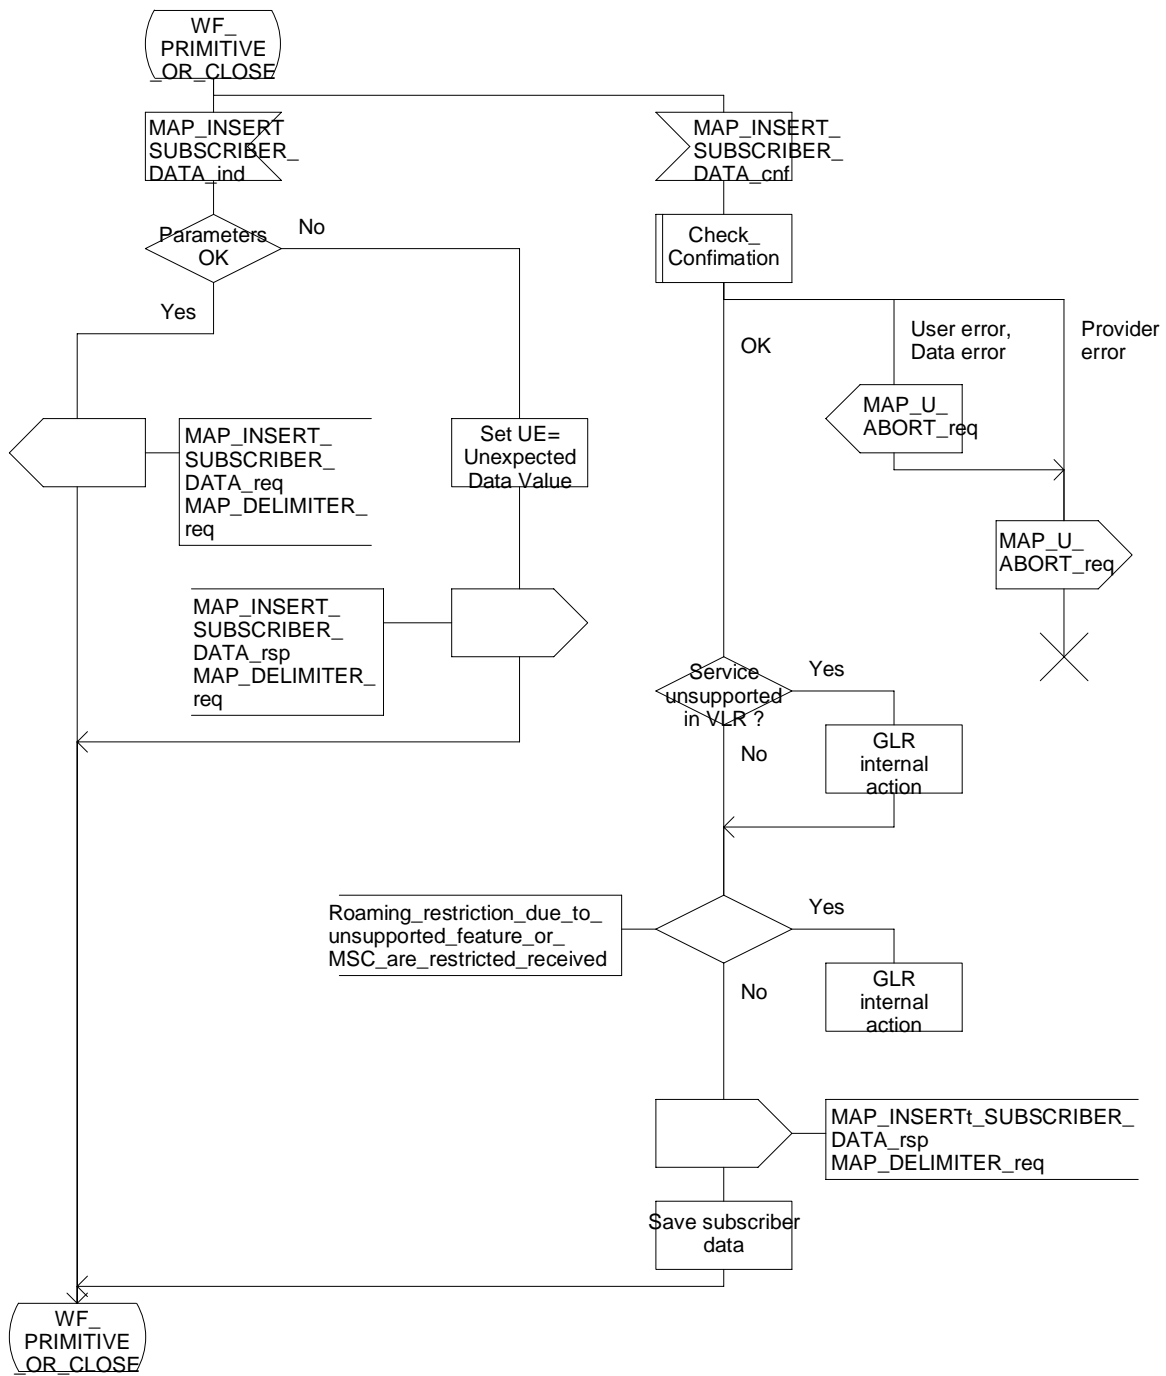 WF_
PRIMITIVE
_OR_CLOSE
MAP_INSERT
SUBSCRIBER_
DATA_ind
MAP_INSERT_
SUBSCRIBER_
DATA_cnf
Parameters
OK
No
Yes
Check_
Confimation
OK
User error,
Data error
Provider
error
MAP_U_
ABORT_req
MAP_INSERT_
SUBSCRIBER_
DATA_req
MAP_DELIMITER_
req
Set UE=
Unexpected
Data Value
MAP_U_
ABORT_req
MAP_INSERT_
SUBSCRIBER_
DATA_rsp
MAP_DELIMITER_
req
Service
unsupported
in VLR ?
Yes
No
GLR
internal
action
Roaming_restriction_due_to_
unsupported_feature_or_
MSC_are_restricted_received
Yes
No
GLR
internal
action
MAP_INSERTt_SUBSCRIBER_
DATA_rsp
MAP_DELIMITER_req
Save subscriber
data
WF_
PRIMITIVE
_OR_CLOSE